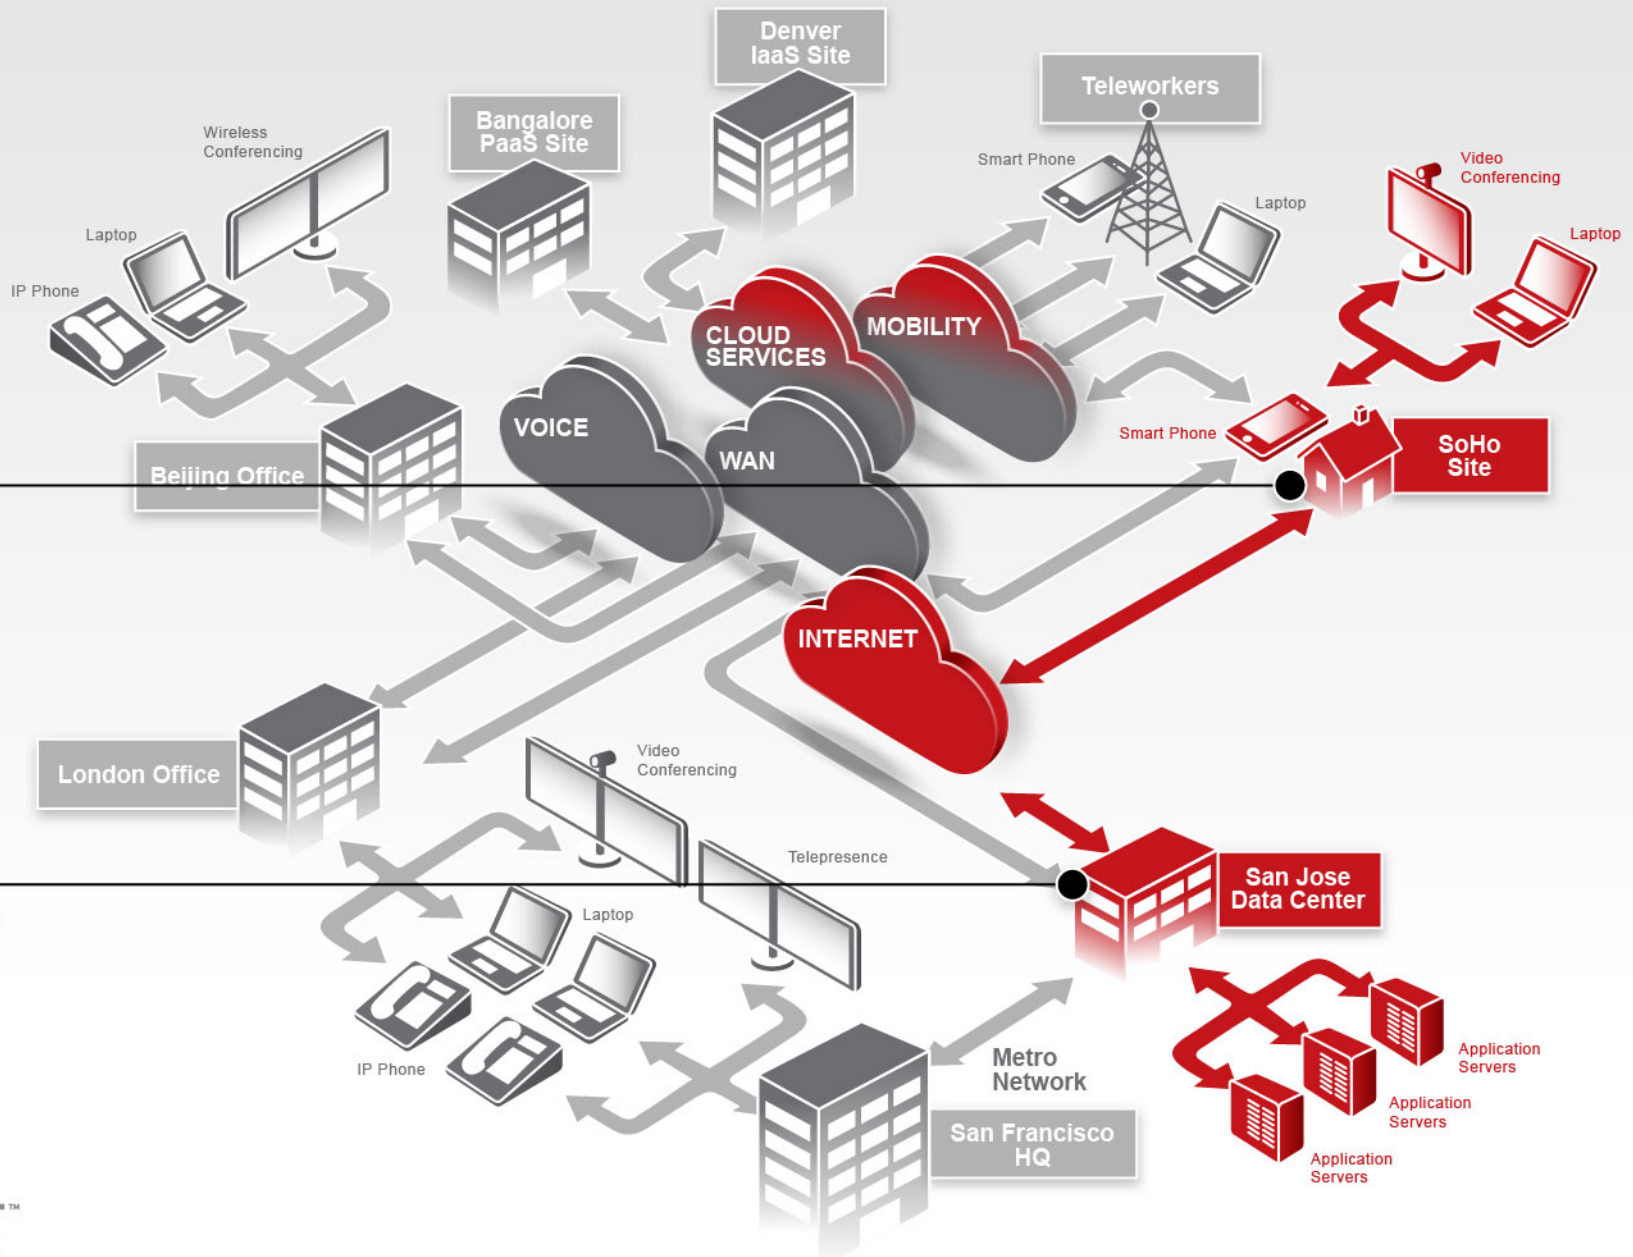 Denver
IaaS Site
Teleworkers
Bangalore
PaaS Site
Wireless
Conferencing
Smart Phone
Video
Conferencing
Laptop
Laptop
Laptop
IP Phone
CLOUD
SERVICES
MOBILITY
VOICE
WAN
Smart Phone
SoHo
Site
Beijing Office
INTERNET
London Office
Video
Conferencing
Telepresence
San Jose
Data Center
Laptop
IP Phone
Metro
Network
Application
Servers
Application
Servers
San Francisco
HQ
Application
Servers
TM